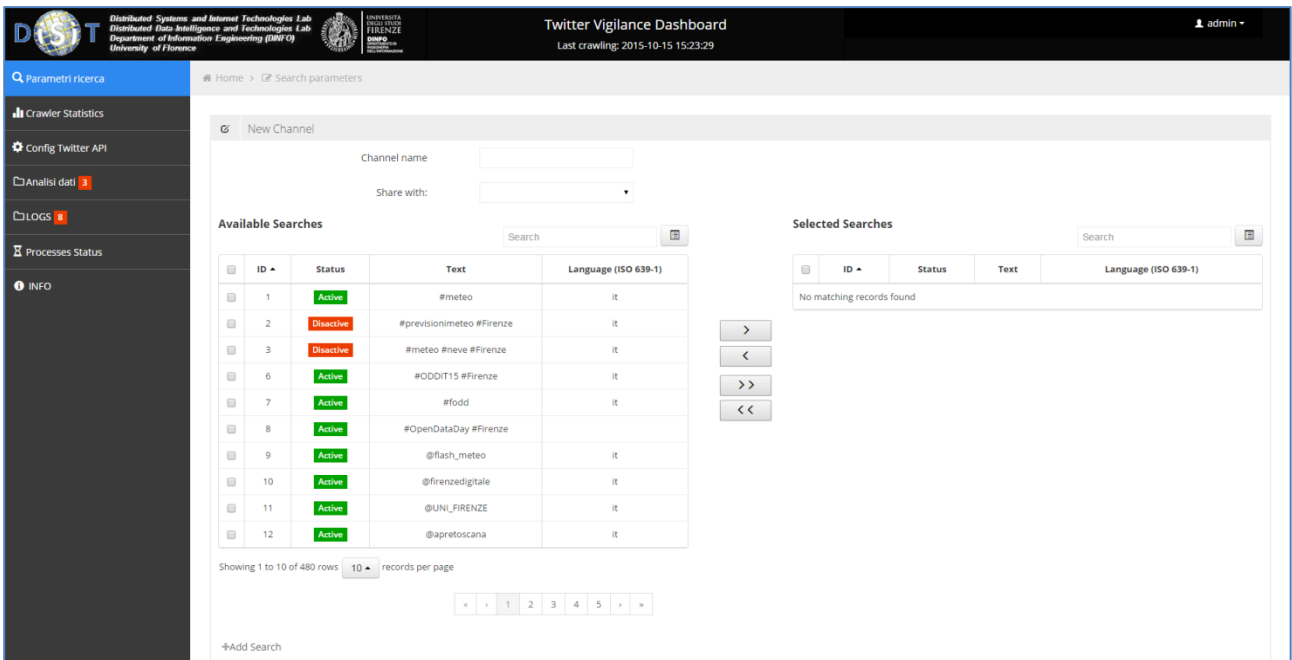 DISIT
Distributed Systems and Internet Technologies Lab
Distributed Data Intelligence and Technologies Lab
Department of Information Engineering (DINFO)
University of Florence
UNIVERSITÀ
DEGLI STUDI
FIRENZE
DINFO
DIPARTIMENTO DI
INGEGNERIA
DELL'INFORMAZIONE
Twitter Vigilance Dashboard
Last crawling: 2015-10-15 15:23:29
admin
Parametri ricerca
Crawler Statistics
Config Twitter API
Analisi dati 3
LOGS 8
Processes Status
INFO
Home > Search parameters
New Channel
Channel name
Share with:
Available Searches
Search
ID Status Text Language (ISO 639-1)
1 Active #meteo it
2 Disactive #previsionimeteo #Firenze it
3 Disactive #meteo #neve #Firenze it
6 Active #ODDIT15 #Firenze it
7 Active #fodd it
8 Active #OpenDataDay #Firenze
9 Active @flash_meteo it
10 Active @firenzedigitale it
11 Active @UNI_FIRENZE it
12 Active @apretoscana it
Showing 1 to 10 of 480 rows 10 records per page
« ‹ 1 2 3 4 5 › »
+Add Search
>
<
>>
<<
Selected Searches
Search
ID Status Text Language (ISO 639-1)
No matching records found